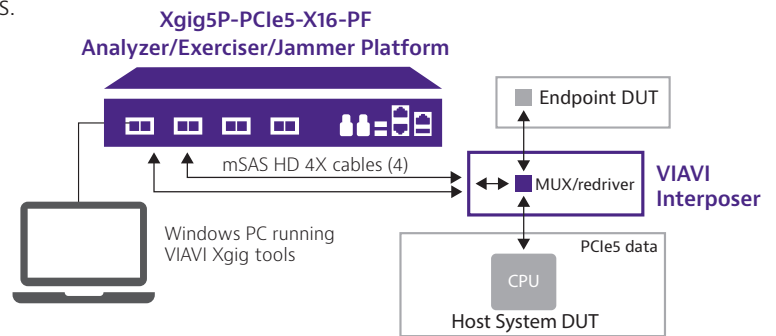 s.
Xgig5P-PCIe5-X16-PF
Analyzer/Exerciser/Jammer Platform
Endpoint DUT
mSAS HD 4X cables (4)
MUX/redriver
VIAVI
Interposer
Windows PC running
VIAVI Xgig tools
PCIe5 data
CPU
Host System DUT